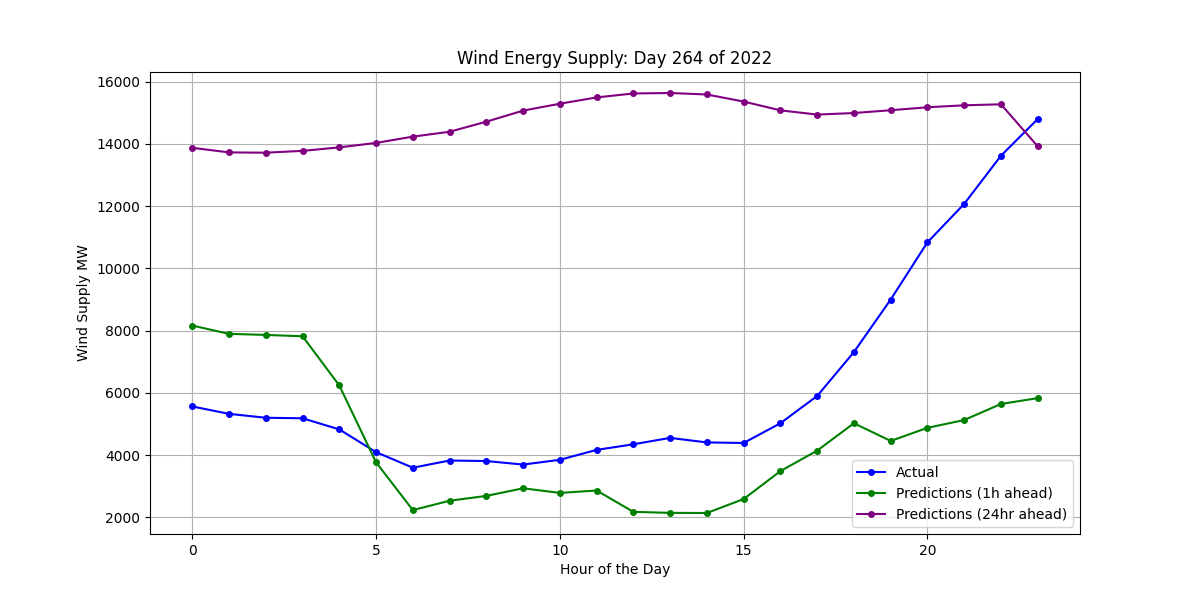 Wind Energy Supply: Day 264 of 2022
16000
14000
12000
10000
8000
6000
4000
2000
Wind Supply MW
0
5
10
15
20
Hour of the Day
Actual
Predictions (1h ahead)
Predictions (24hr ahead)